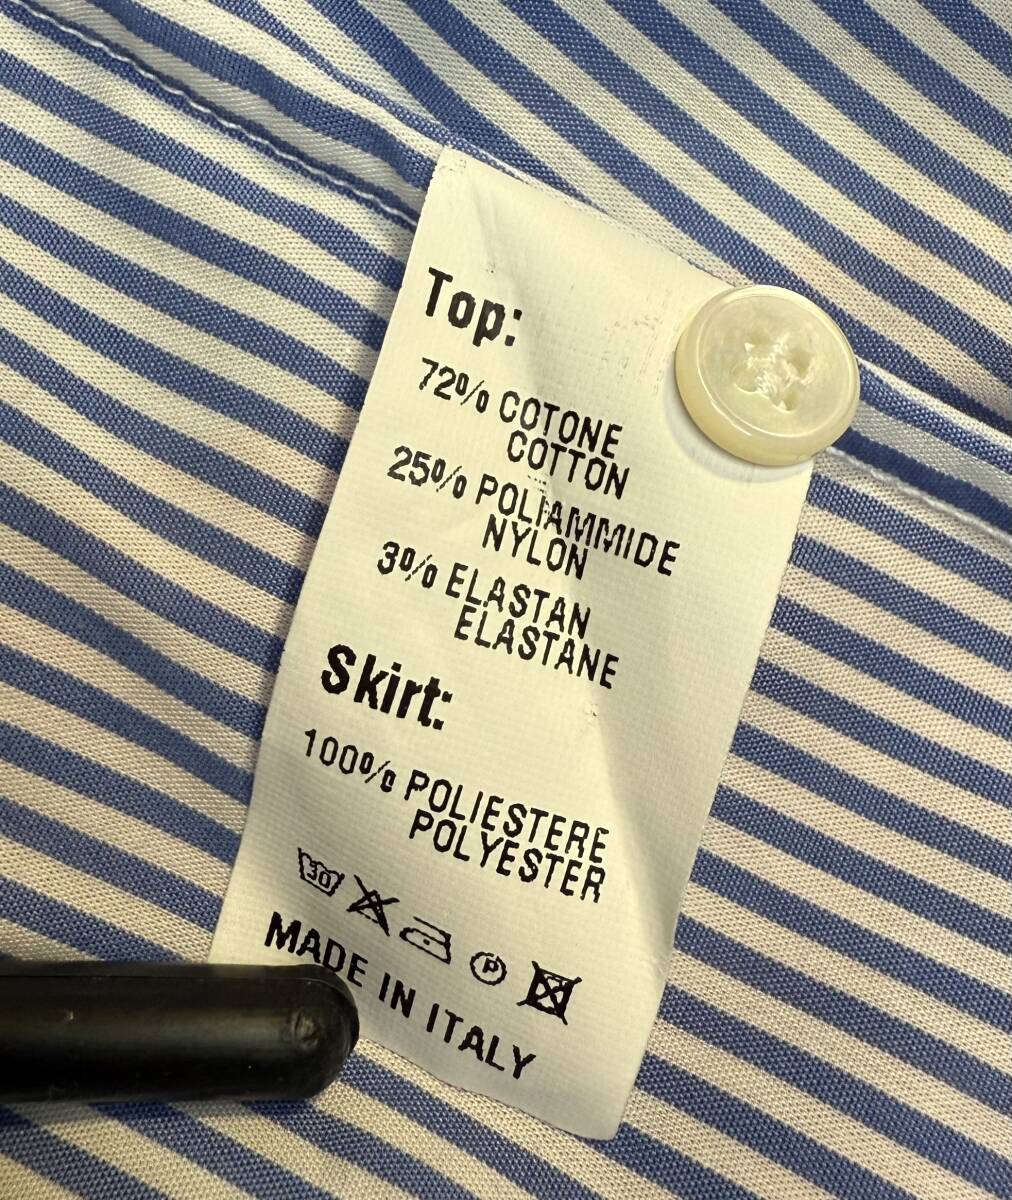 Top:
72% COTONE
COTTON
25% POLIAMMIDE
NYLON
3% ELASTAN
ELASTANE
Skirt:
100% POLIESTERE
POLYESTER
30
P
MADE IN ITALY